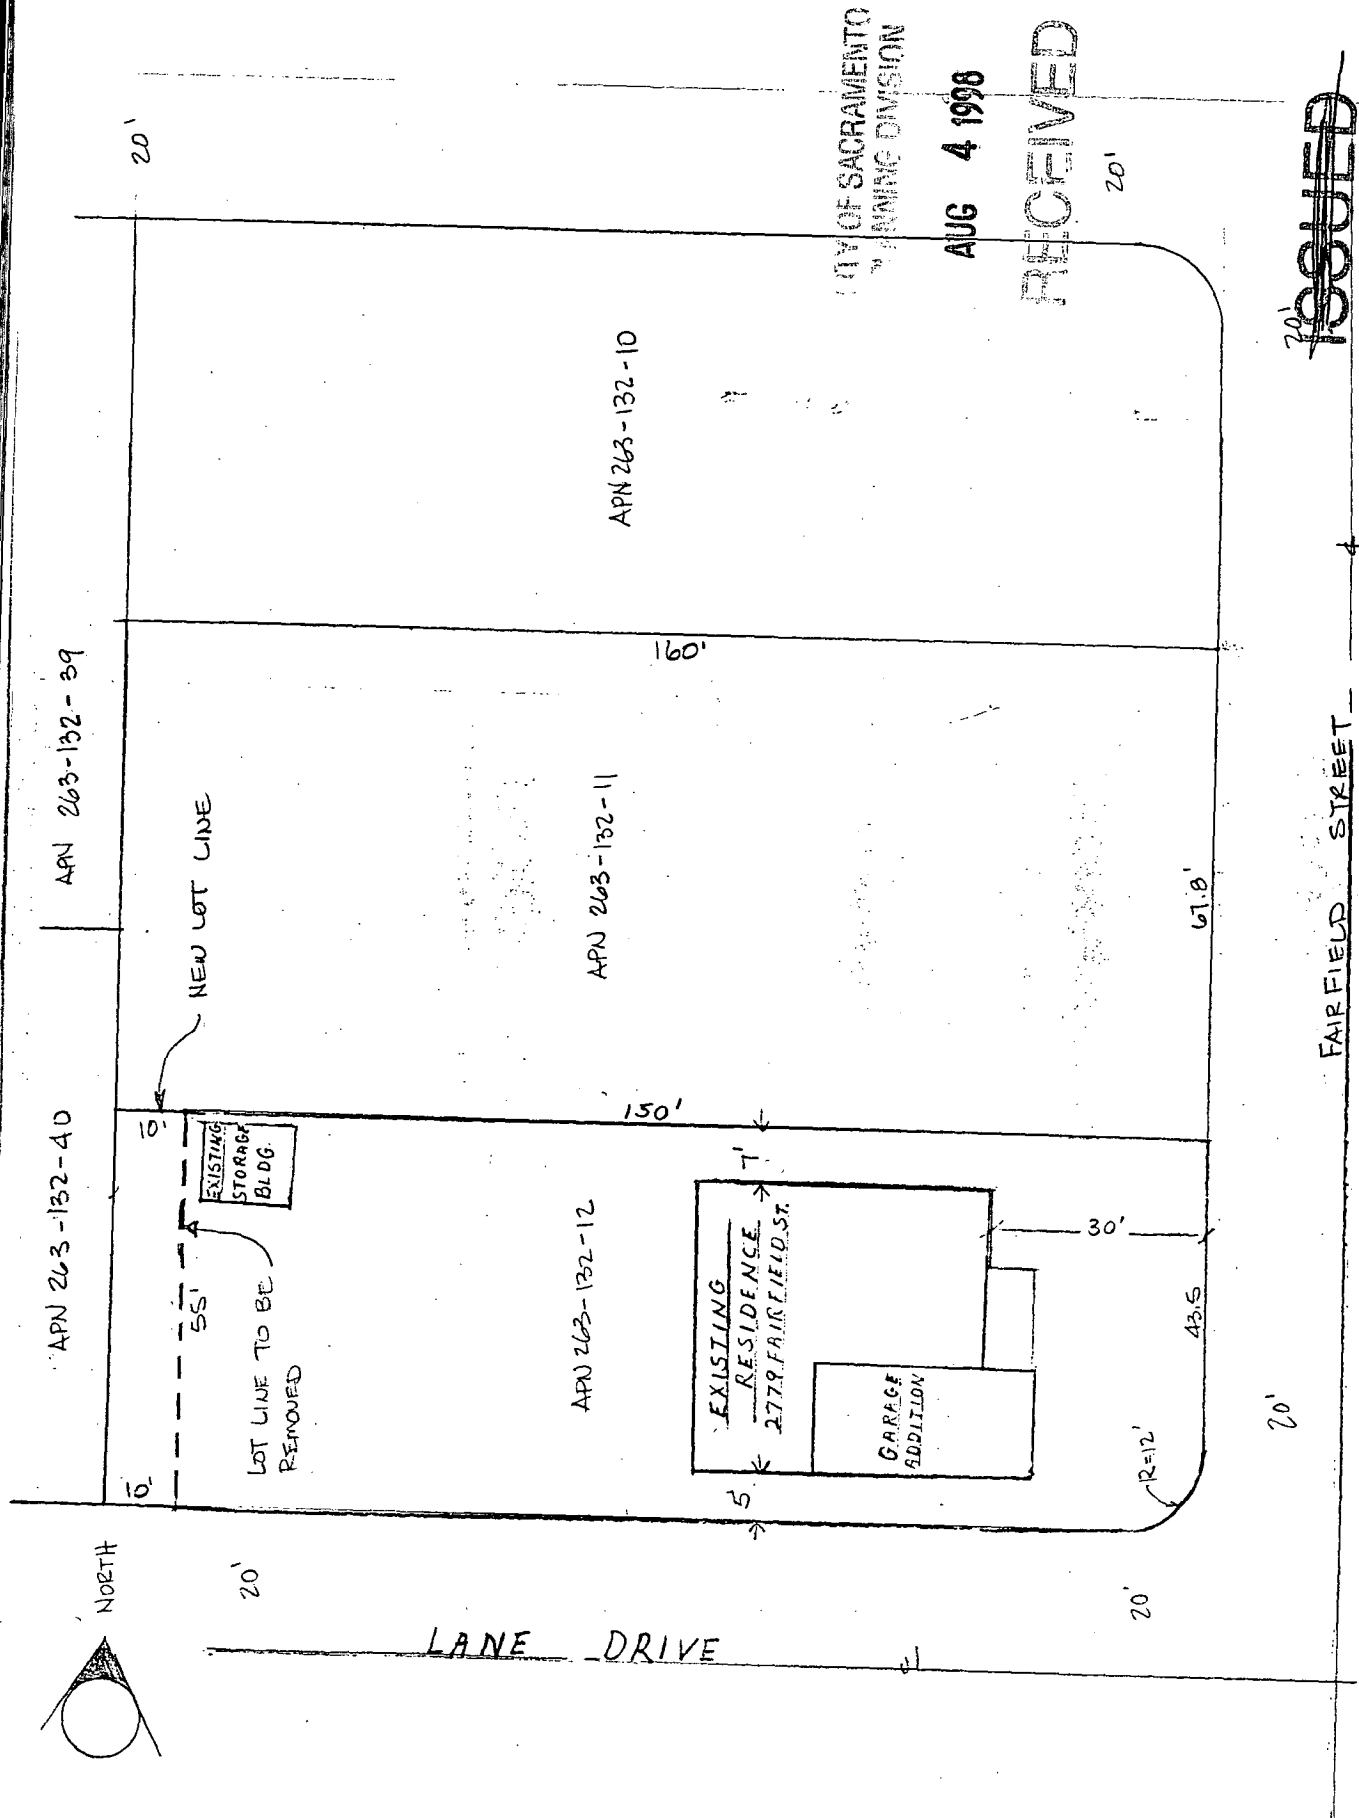 CITY OF SACRAMENTO
PLANNING DIVISION
AUG 4 1998
RECEIVED
ISSUED
20'
20'
20'
APN 263-132-10
APN 263-132-39
160'
NEW LOT LINE
APN 263-132-11
67.8'
FAIRFIELD STREET
APN 263-132-40
10'
EXISTING
STORAGE
BLDG.
150'
7'
55'
LOT LINE TO BE
REMOVED
APN 263-132-12
EXISTING
RESIDENCE
2779 FAIRFIELD ST.
30'
GARAGE
ADDITION
43.5
10'
5'
R=12'
20'
NORTH
20'
20'
LANE DRIVE